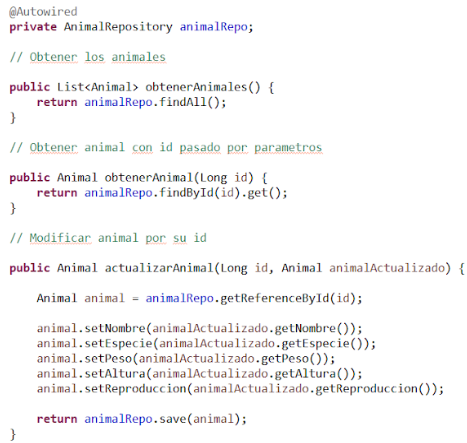 @Autowired
private AnimalRepository animalRepo;
// Obtener los animales
public List<Animal> obtenerAnimales() {
    return animalRepo.findAll();
}
// Obtener animal con id pasado por parametros
public Animal obtenerAnimal(Long id) {
    return animalRepo.findById(id).get();
}
// Modificar animal por su id
public Animal actualizarAnimal(Long id, Animal animalActualizado) {
    Animal animal = animalRepo.getReferenceById(id);
    animal.setNombre(animalActualizado.getNombre());
    animal.setEspecie(animalActualizado.getEspecie());
    animal.setPeso(animalActualizado.getPeso());
    animal.setAltura(animalActualizado.getAltura());
    animal.setReproduccion(animalActualizado.getReproduccion());
    return animalRepo.save(animal);
}